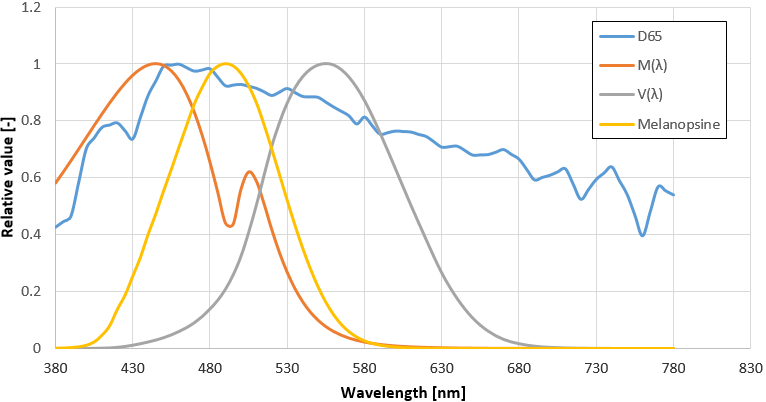 1.2
1
0.8
0.6
0.4
0.2
0
Relative value [-]
D65
M(λ)
V(λ)
Melanopsine
380 430 480 530 580 630 680 730 780 830
Wavelength [nm]